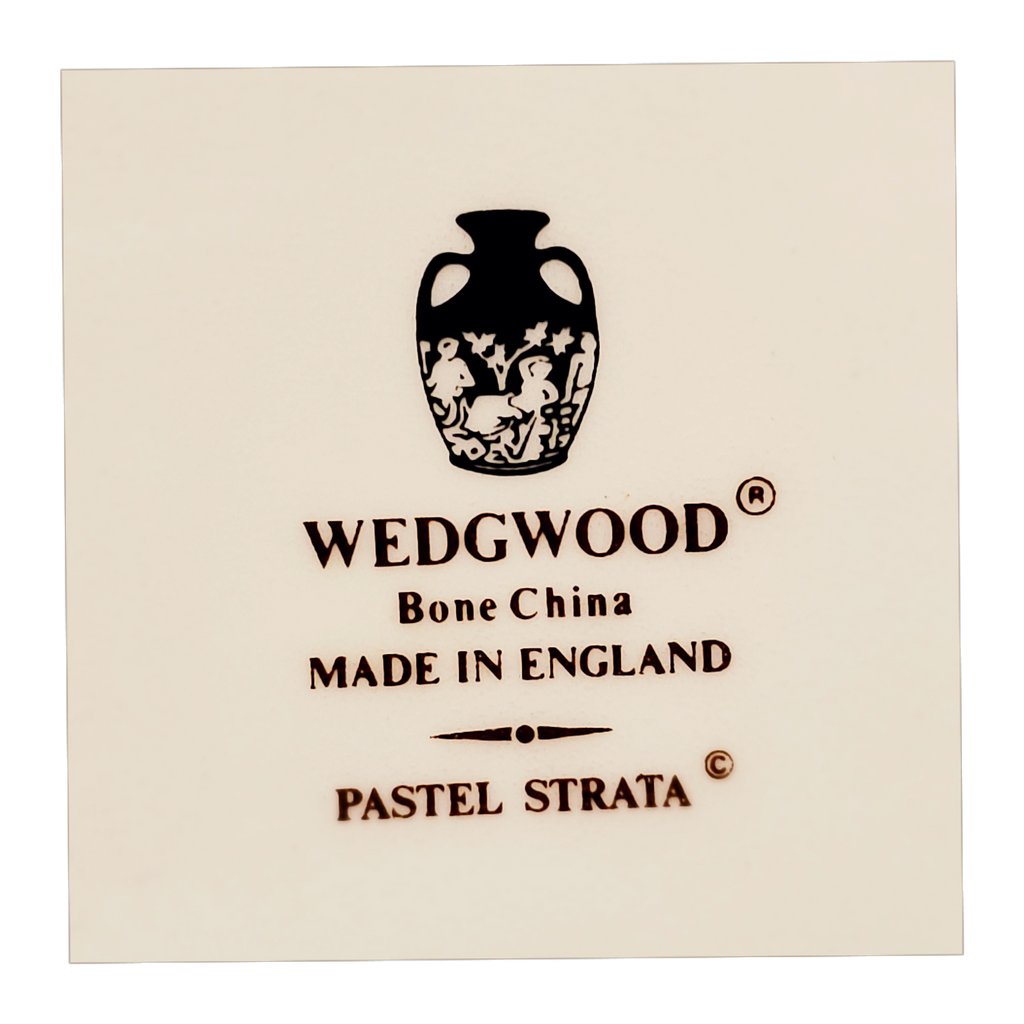 WEDGWOOD ®
Bone China
MADE IN ENGLAND
PASTEL STRATA ©